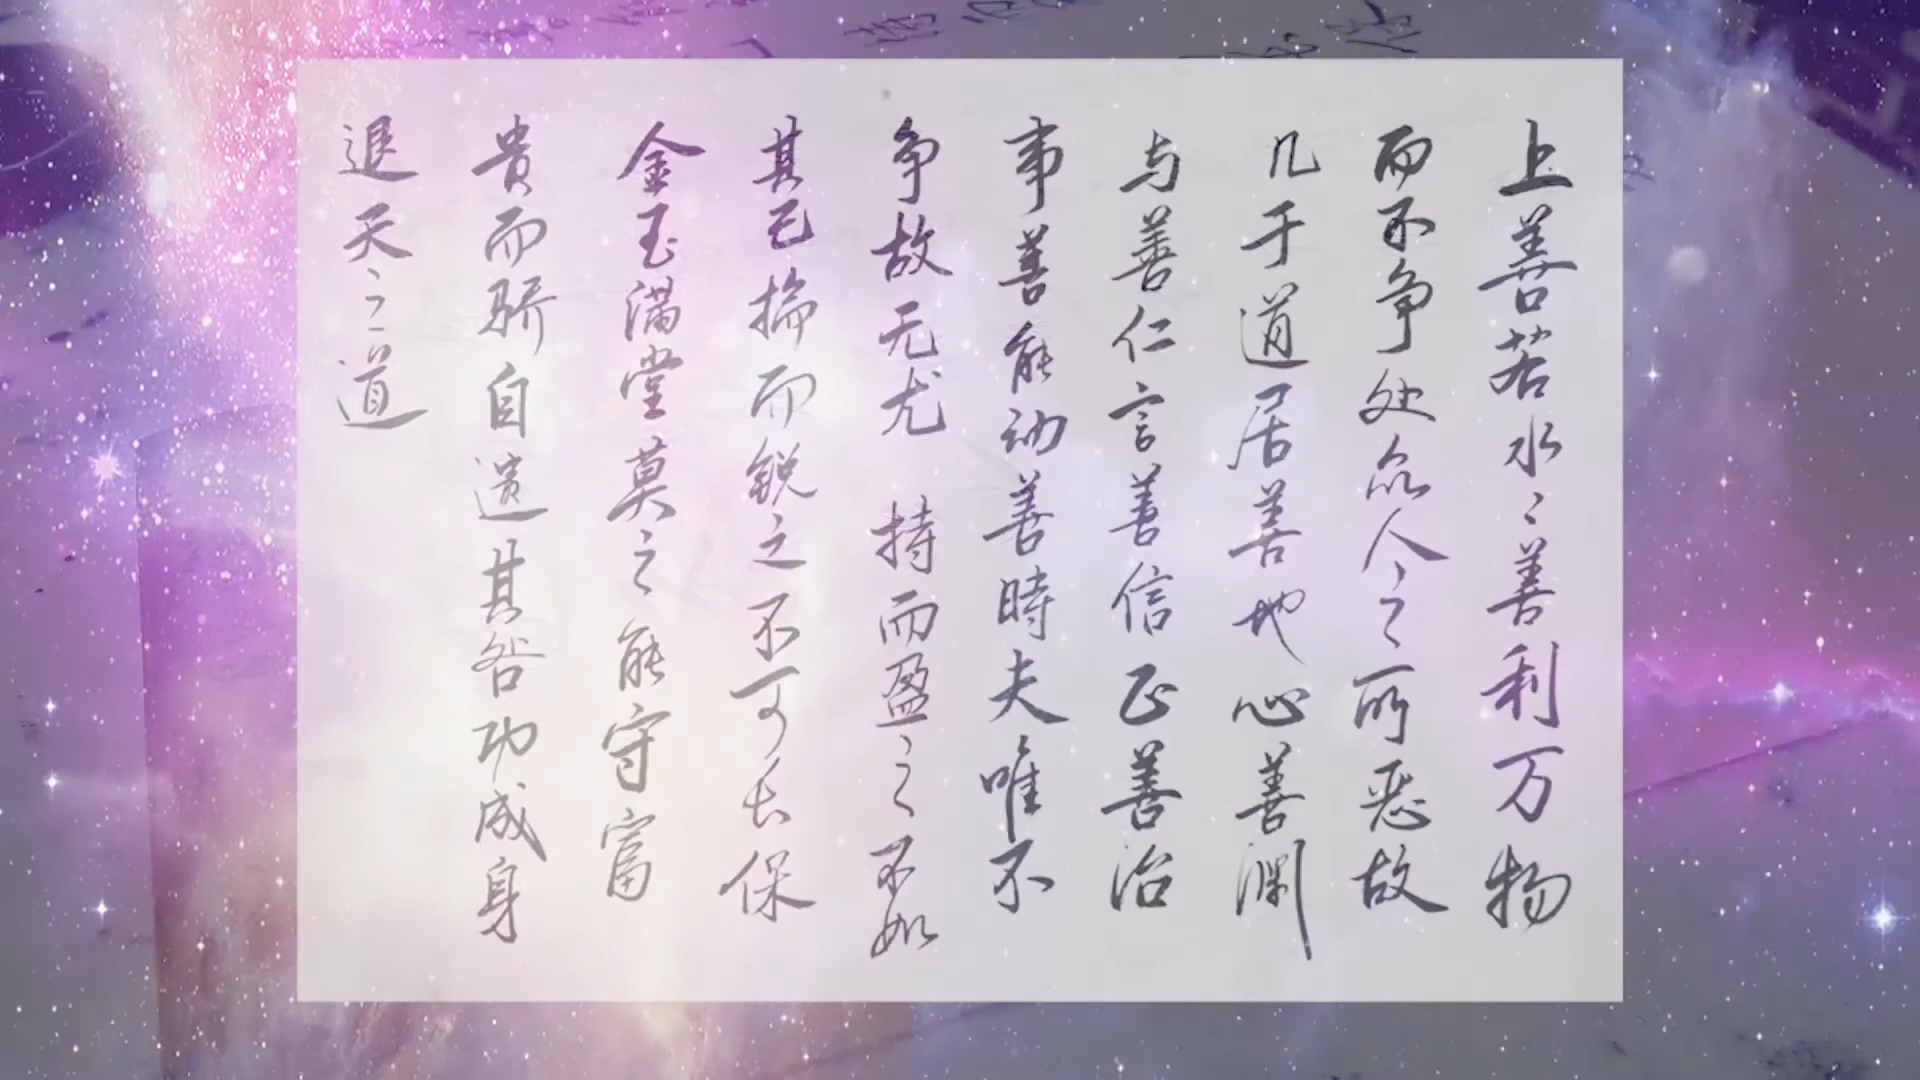 上善若水〻善利万物
而不争处众人之所恶故
几于道居善地心善渊
与善仁言善信正善治
事善能动善時夫唯不
争故无尤 持而盈之不如
其已揣而锐之不可长保
金玉满堂莫之能守富
贵而骄自遗其咎功成身
退天之道